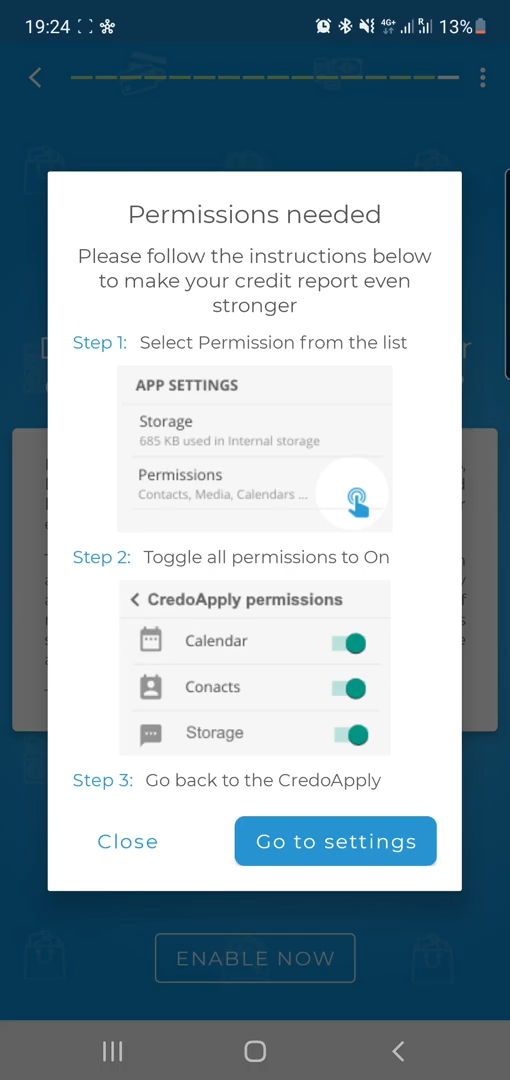 19:24 4G+ R 13%
Permissions needed
Please follow the instructions below
to make your credit report even
stronger
Step 1: Select Permission from the list
APP SETTINGS
Storage
685 KB used in Internal storage
Permissions
Contacts, Media, Calendars ...
Step 2: Toggle all permissions to On
CredoApply permissions
Calendar
Conacts
Storage
Step 3: Go back to the CredoApply
Close Go to settings
ENABLE NOW